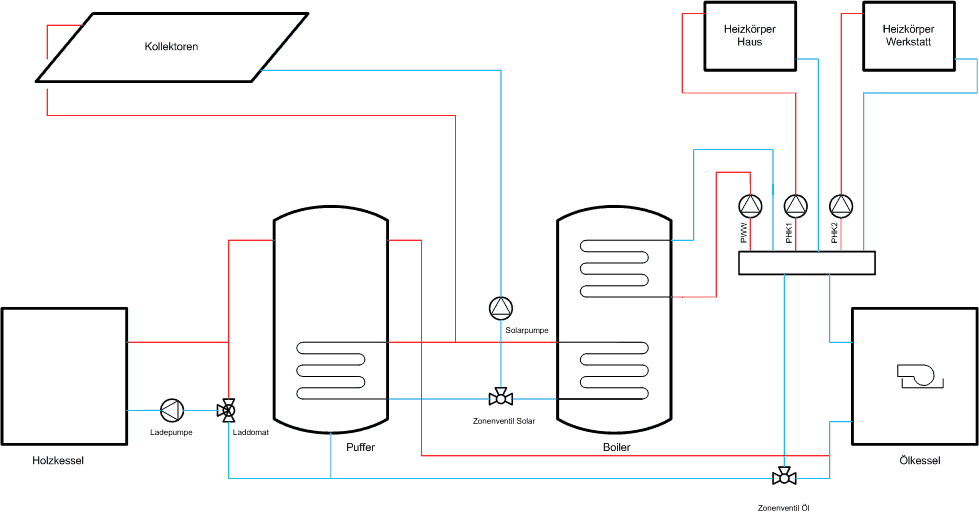 Kollektoren
Heizkörper
Haus
Heizkörper
Werkstatt
PWW
PHK1
PHK2
Solarpumpe
Zonenventil Solar
Ladepumpe
Laddomat
Puffer
Boiler
Holzkessel
Ölkessel
Zonenventil Öl